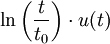 ln(t/t₀) · u(t)